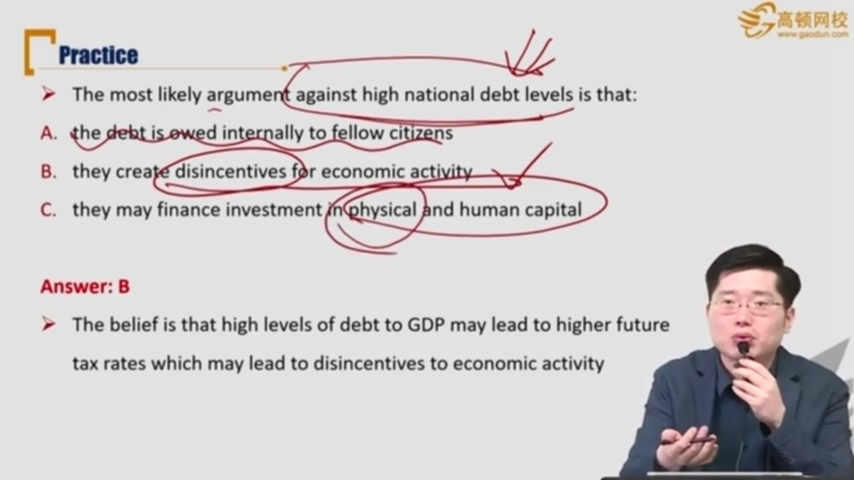 高顿网校
www.gaodun.com
Practice
The most likely argument against high national debt levels is that:
A. the debt is owed internally to fellow citizens
B. they create disincentives for economic activity
C. they may finance investment in physical and human capital
Answer: B
The belief is that high levels of debt to GDP may lead to higher future
tax rates which may lead to disincentives to economic activity